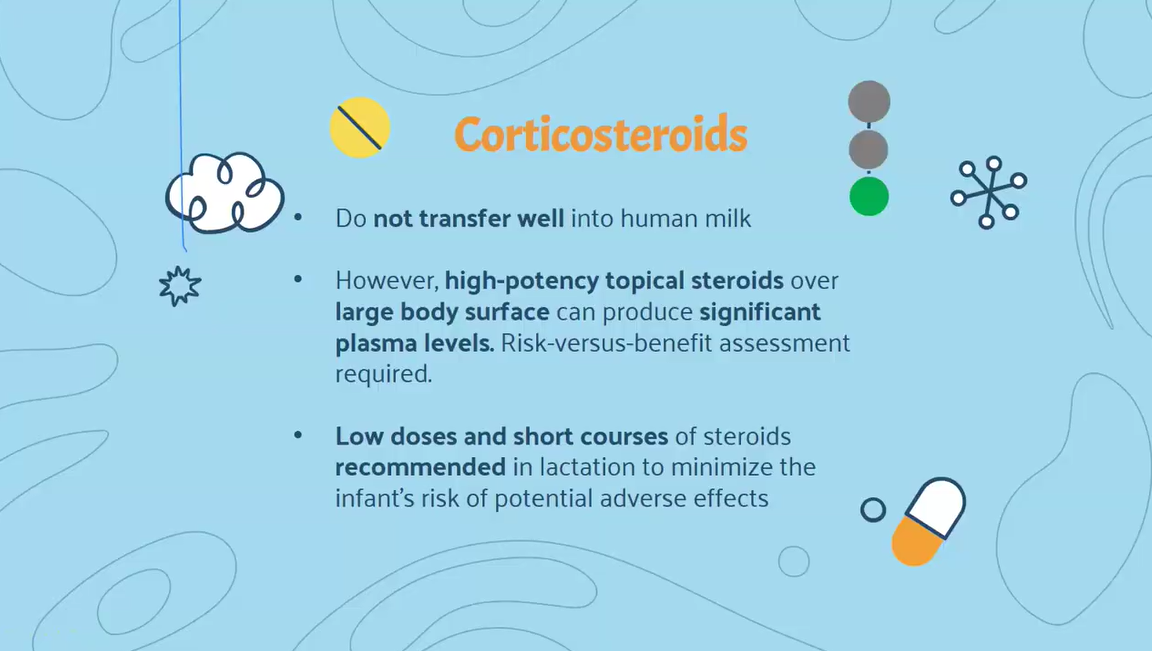 Corticosteroids
• Do not transfer well into human milk
• However, high-potency topical steroids over
large body surface can produce significant
plasma levels. Risk-versus-benefit assessment
required.
• Low doses and short courses of steroids
recommended in lactation to minimize the
infant's risk of potential adverse effects